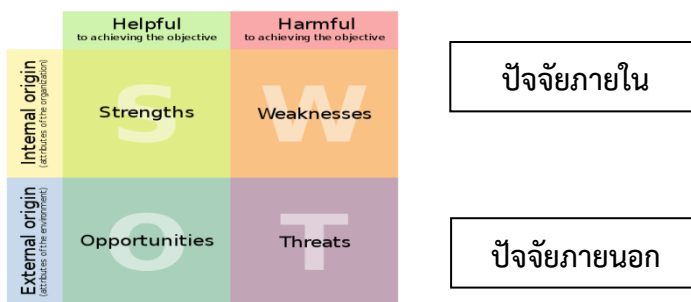 Helpful
to achieving the objective
Harmful
to achieving the objective
Internal origin
(attributes of the organization)
S
Strengths
W
Weaknesses
ปัจจัยภายใน
External origin
(attributes of the environment)
O
Opportunities
T
Threats
ปัจจัยภายนอก